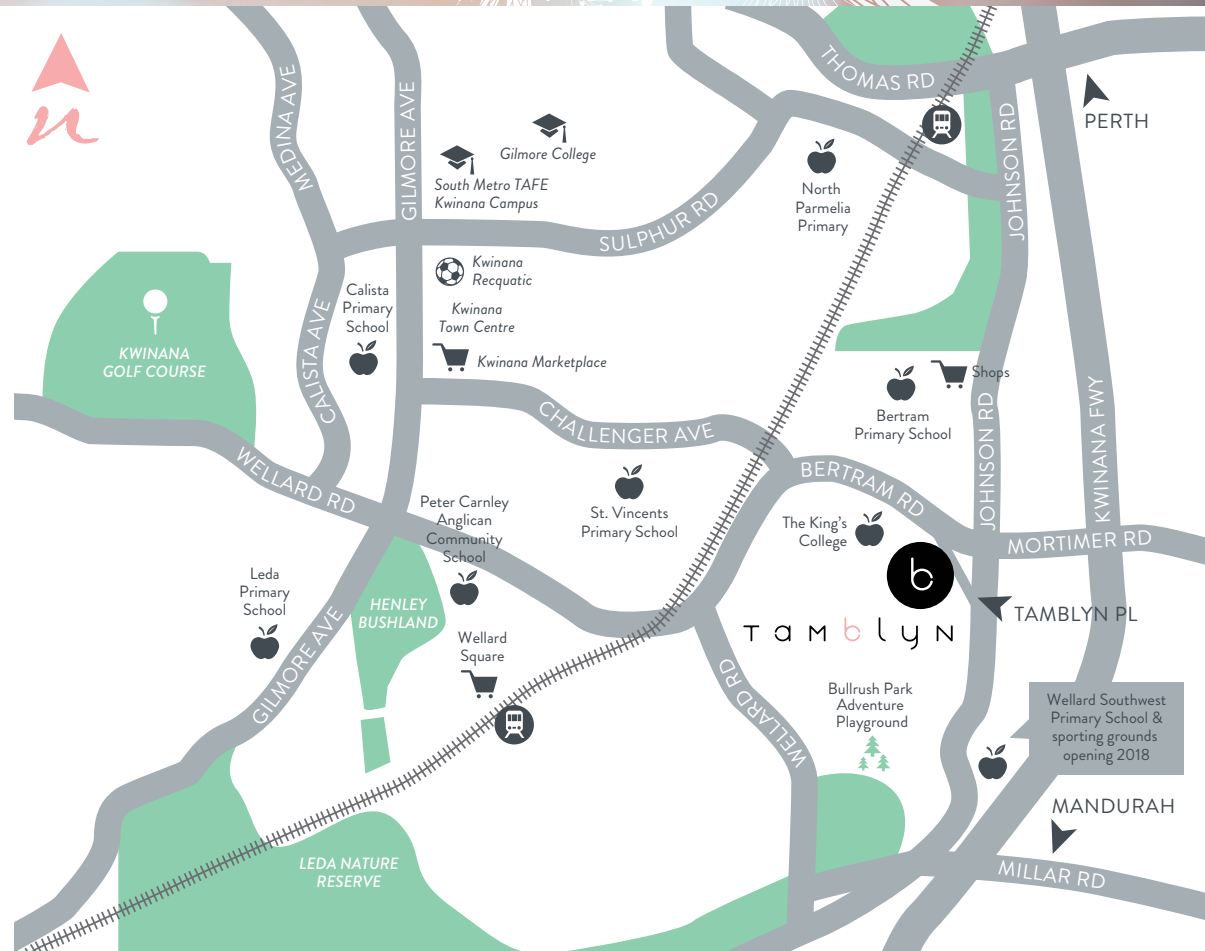 n
MEDINA AVE
GILMORE AVE
THOMAS RD
PERTH
JOHNSON RD
Gilmore College
South Metro TAFE
Kwinana Campus
North
Parmelia
Primary
SULPHUR RD
Kwinana
Recquatic
Calista
Primary
School
Kwinana
Town Centre
Kwinana Marketplace
KWINANA
GOLF COURSE
CALISTA AVE
Shops
Bertram
Primary School
JOHNSON RD
KWINANA FWY
CHALLENGER AVE
BERTRAM RD
WELLARD RD
Peter Carnley
Anglican
Community
School
St. Vincents
Primary School
The King's
College
MORTIMER RD
b
Leda
Primary
School
HENLEY
BUSHLAND
TAMBLYN PL
Tamblyn
GILMORE AVE
Wellard
Square
WELLARD RD
Bullrush Park
Adventure
Playground
Wellard Southwest
Primary School &
sporting grounds
opening 2018
MANDURAH
LEDA NATURE
RESERVE
MILLAR RD